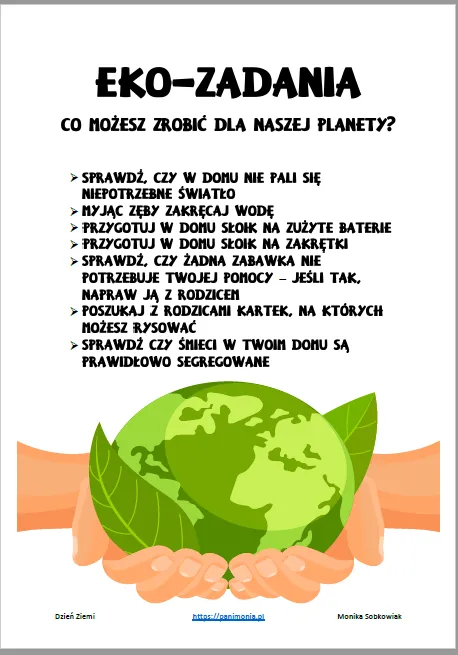 EKO-ZADANIA
CO MOŻESZ ZROBIĆ DLA NASZEJ PLANETY?
➢ SPRAWDŹ, CZY W DOMU NIE PALI SIĘ
NIEPOTRZEBNE ŚWIATŁO
➢ MYJĄC ZĘBY ZAKRĘCAJ WODĘ
➢ PRZYGOTUJ W DOMU SŁOIK NA ZUŻYTE BATERIE
➢ PRZYGOTUJ W DOMU SŁOIK NA ZAKRĘTKI
➢ SPRAWDŹ, CZY ŻADNA ZABAWKA NIE
POTRZEBUJE TWOJEJ POMOCY – JEŚLI TAK,
NAPRAW JĄ Z RODZICEM
➢ POSZUKAJ Z RODZICAMI KARTEK, NA KTÓRYCH
MOŻESZ RYSOWAĆ
➢ SPRAWDŹ CZY ŚMIECI W TWOIM DOMU SĄ
PRAWIDŁOWO SEGREGOWANE
Dzień Ziemi https://panimonia.pl Monika Sobkowiak